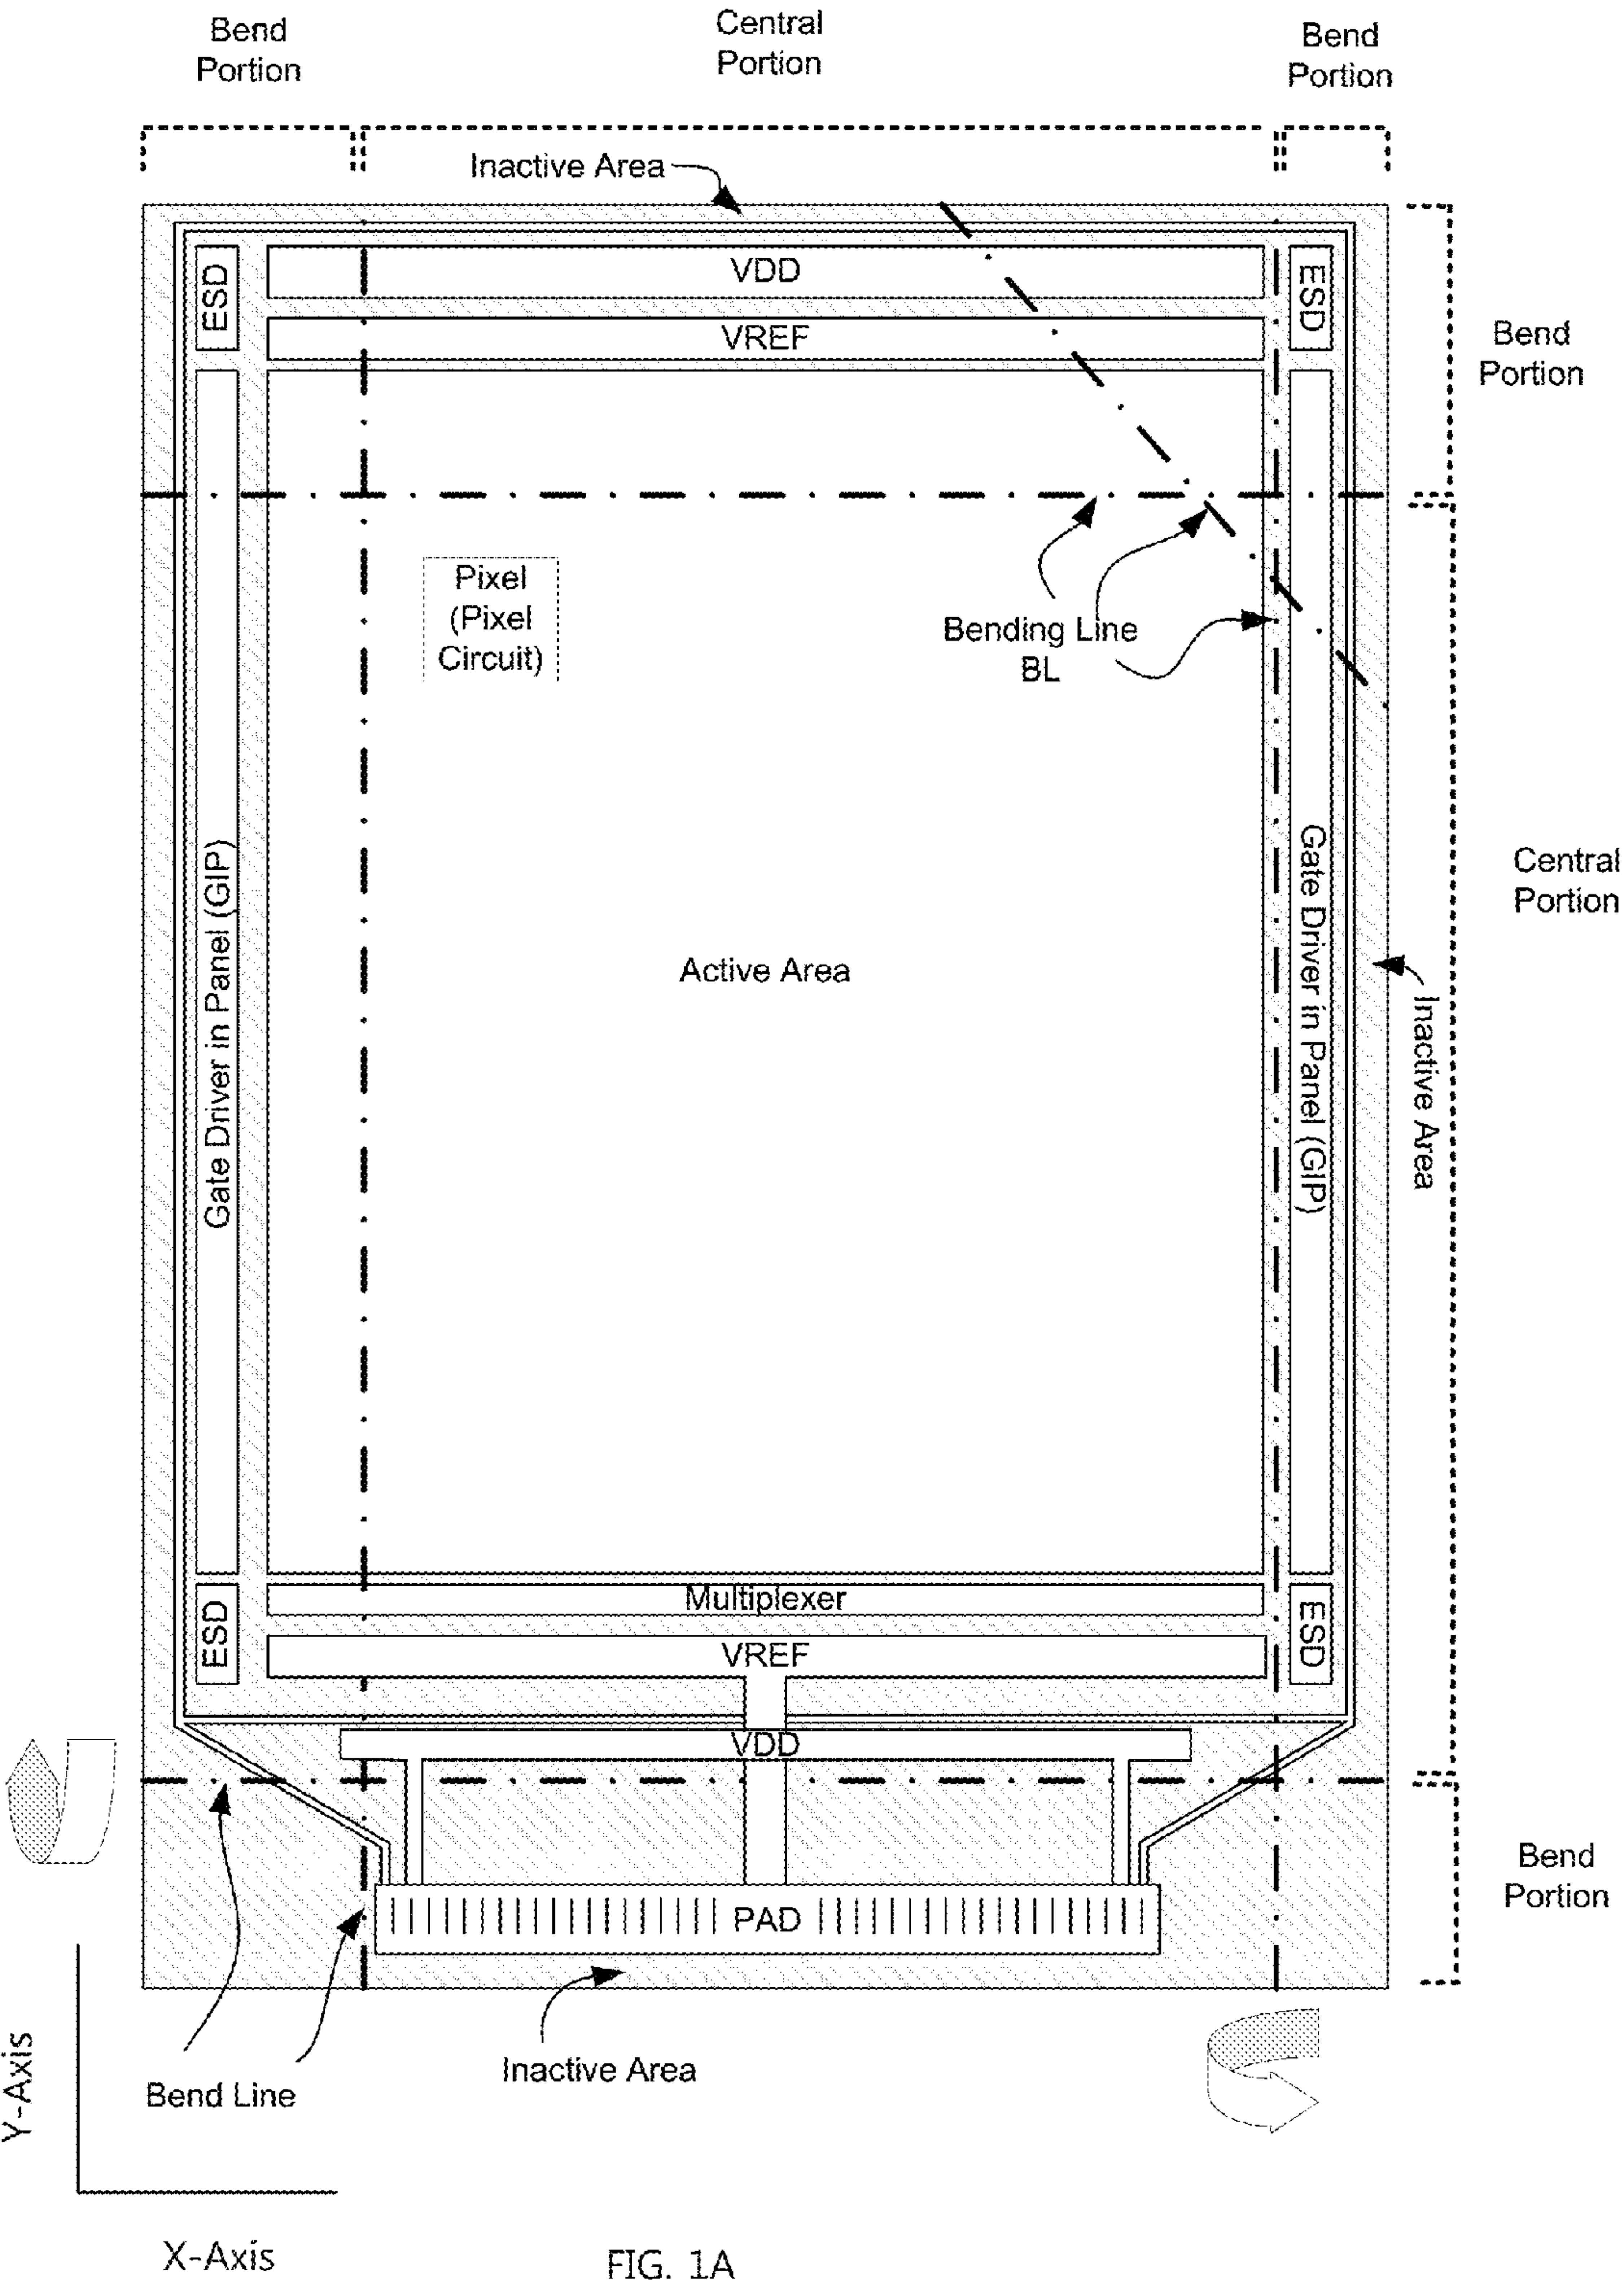 Bend
Portion
Central
Portion
Bend
Portion
Inactive Area
ESD
VDD
ESD
VREF
Bend
Portion
Pixel
(Pixel
Circuit)
Bending Line
BL
Gate Driver in Panel (GIP)
Gate Driver in Panel (GIP)
Central
Portion
Active Area
Inactive Area
Multiplexer
ESD
VREF
ESD
VDD
Bend
Portion
PAD
Inactive Area
Bend Line
Y-Axis
X-Axis
FIG. 1A